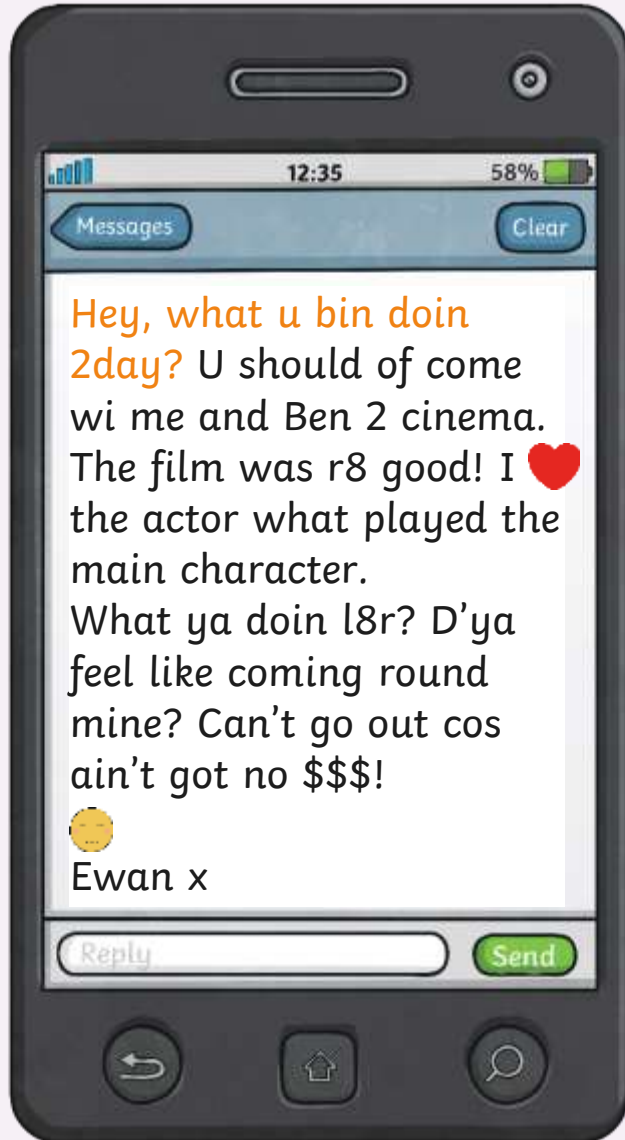 12:35
58%
Messages
Clear
Hey, what u bin doin
2day? U should of come
wi me and Ben 2 cinema.
The film was r8 good! I ❤
the actor what played the
main character.
What ya doin l8r? D’ya
feel like coming round
mine? Can’t go out cos
ain’t got no $$$!
Ewan x
Reply
Send